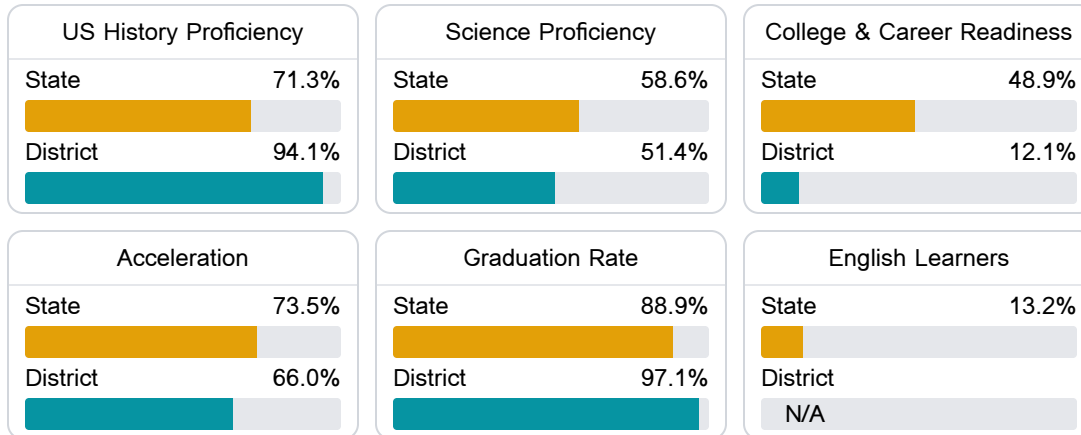 US History Proficiency
State 71.3%
District 94.1%
Science Proficiency
State 58.6%
District 51.4%
College & Career Readiness
State 48.9%
District 12.1%
Acceleration
State 73.5%
District 66.0%
Graduation Rate
State 88.9%
District 97.1%
English Learners
State 13.2%
District
N/A